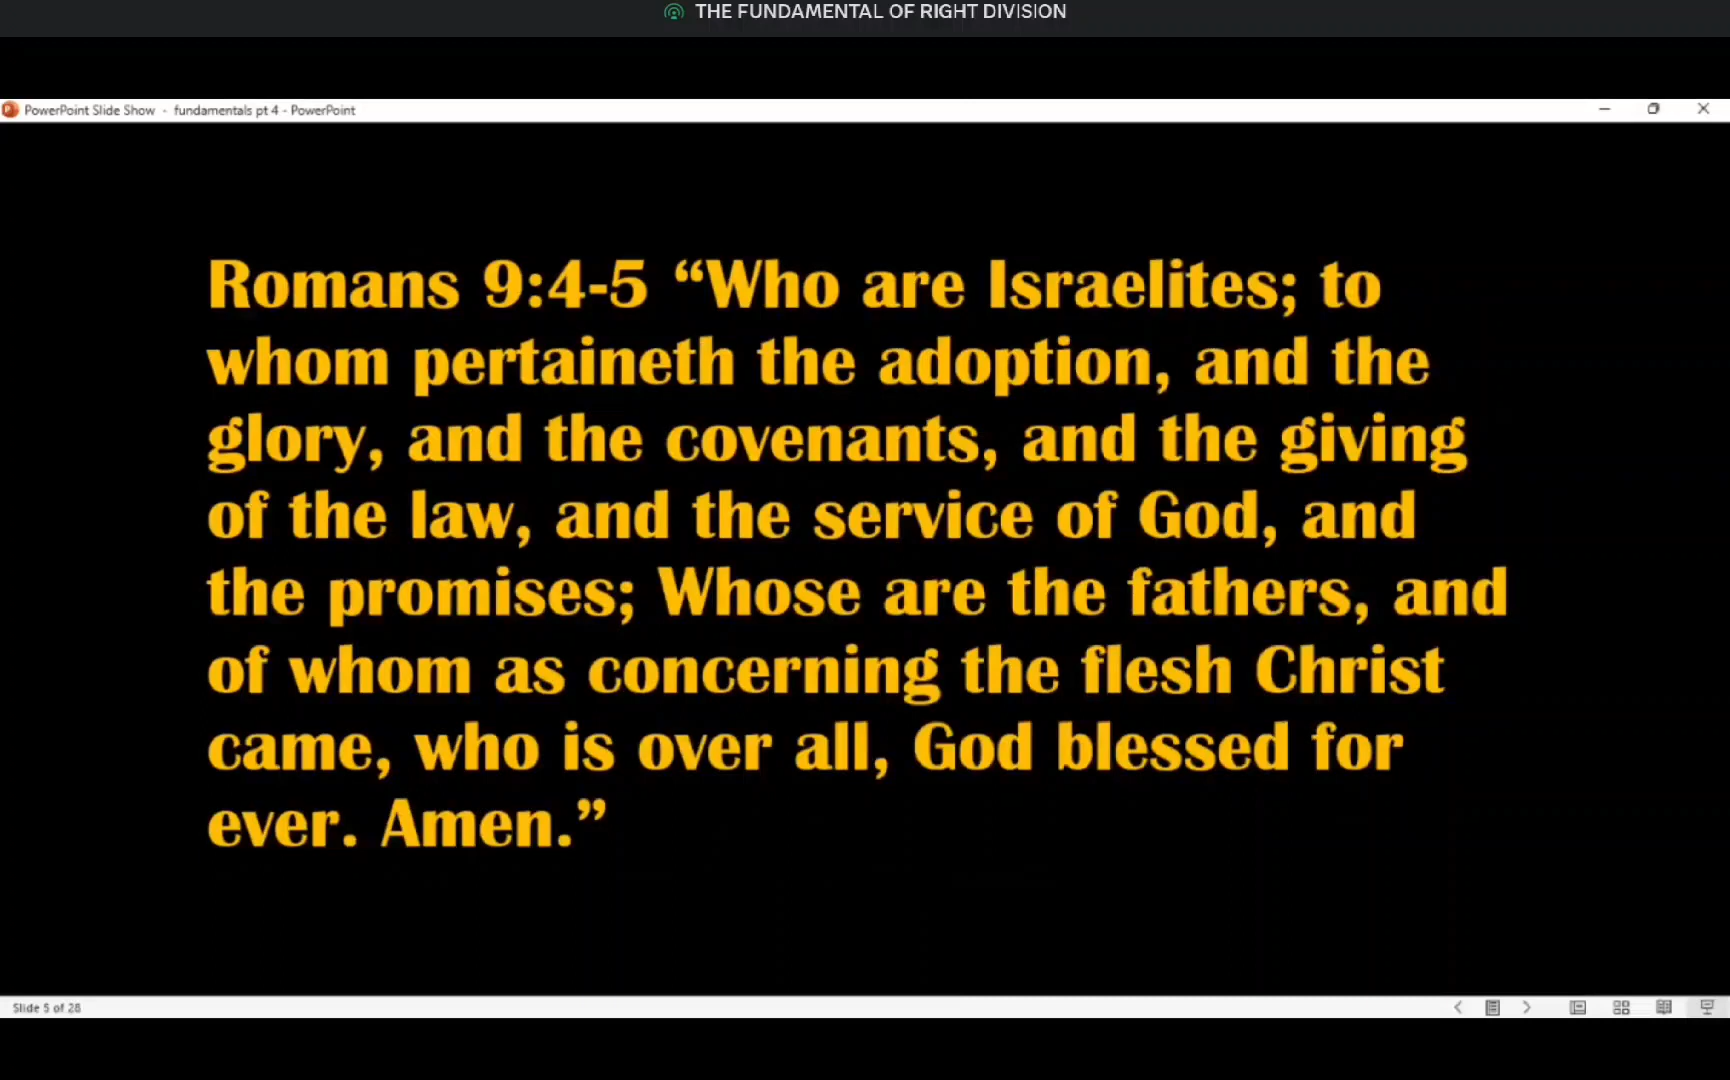 THE FUNDAMENTAL OF RIGHT DIVISION
PowerPoint Slide Show - fundamentals pt 4 - PowerPoint
Romans 9:4-5 “Who are Israelites; to
whom pertaineth the adoption, and the
glory, and the covenants, and the giving
of the law, and the service of God, and
the promises; Whose are the fathers, and
of whom as concerning the flesh Christ
came, who is over all, God blessed for
ever. Amen.”
Slide 5 of 28